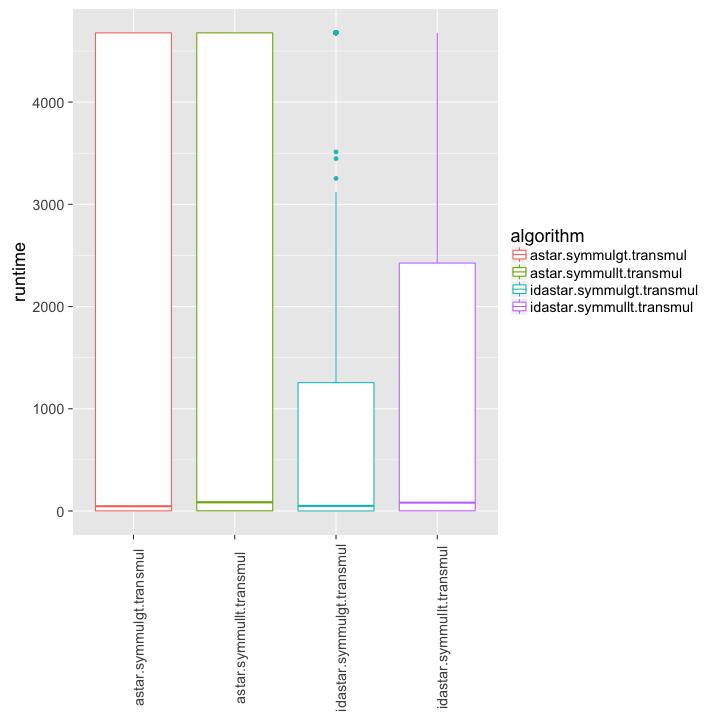 4000
3000
2000
1000
0
runtime
astar.symmulgt.transmul
astar.symmullt.transmul
idastar.symmulgt.transmul
idastar.symmullt.transmul
algorithm
astar.symmulgt.transmul
astar.symmullt.transmul
idastar.symmulgt.transmul
idastar.symmullt.transmul